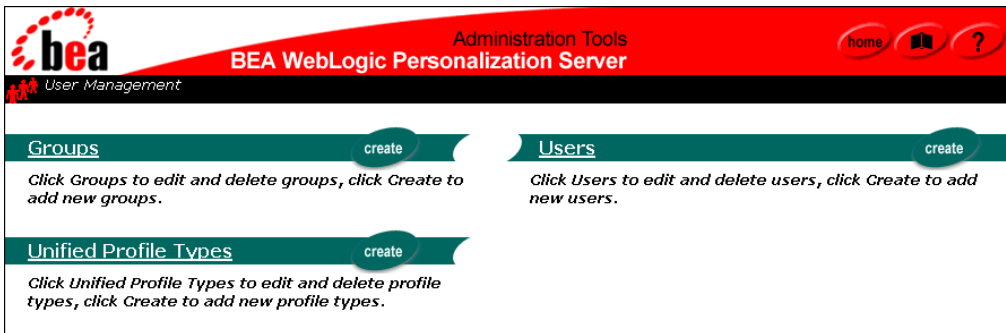 bea
Administration Tools
BEA WebLogic Personalization Server
home
?
User Management
Groups
create
Click Groups to edit and delete groups, click Create to
add new groups.
Users
create
Click Users to edit and delete users, click Create to add
new users.
Unified Profile Types
create
Click Unified Profile Types to edit and delete profile
types, click Create to add new profile types.